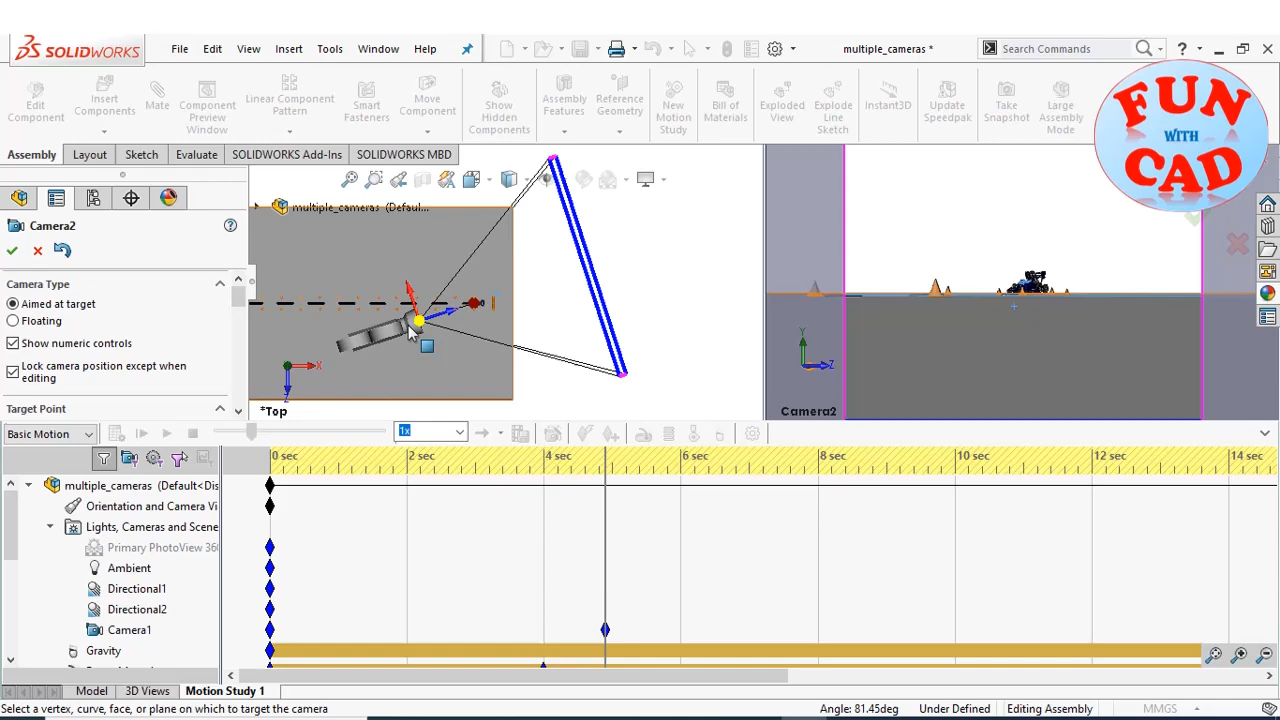 SOLIDWORKS File Edit View Insert Tools Window Help multiple_cameras * Search Commands
Edit Component
Insert Components
Mate
Component Preview Window
Linear Component Pattern
Smart Fasteners
Move Component
Show Hidden Components
Assembly Features
Reference Geometry
New Motion Study
Bill of Materials
Exploded View
Explode Line Sketch
Instant3D
Update Speedpak
Take Snapshot
Large Assembly Mode
FUN
WITH
CAD
Assembly Layout Sketch Evaluate SOLIDWORKS Add-Ins SOLIDWORKS MBD
multiple_cameras (Defaul...
Camera2
Camera Type
Aimed at target
Floating
Show numeric controls
Lock camera position except when
editing
Target Point
X
Z
*Top
Y
Z
Camera2
Basic Motion 1x
0 sec 2 sec 4 sec 6 sec 8 sec 10 sec 12 sec 14 sec
multiple_cameras (Default<Dis
Orientation and Camera Vi
Lights, Cameras and Scene
Primary PhotoView 36
Ambient
Directional1
Directional2
Camera1
Gravity
Model 3D Views Motion Study 1
Select a vertex, curve, face, or plane on which to target the camera Angle: 81.45deg Under Defined Editing Assembly MMGS